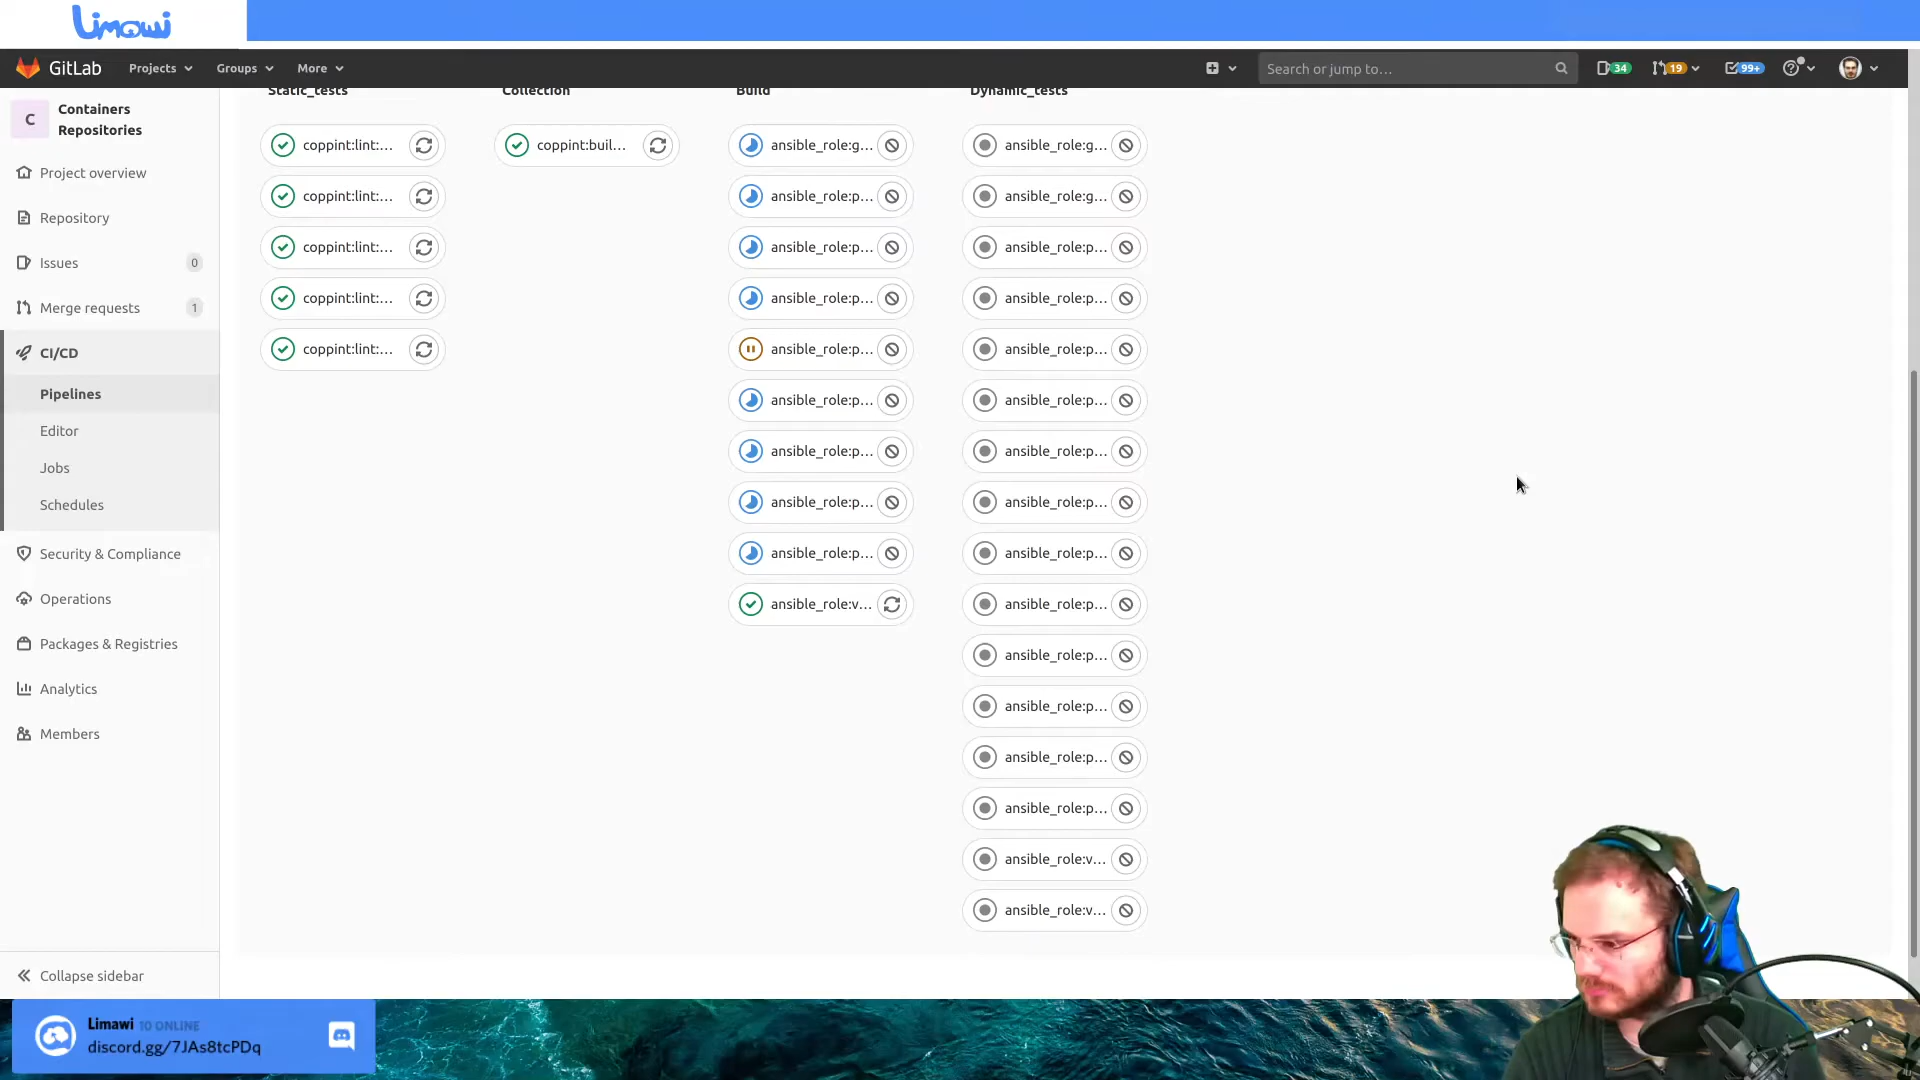 Limawi
GitLab
Projects
Groups
More
Search or jump to...
34
19
99+
C
Containers
Repositories
Project overview
Repository
Issues
0
Merge requests
1
CI/CD
Pipelines
Editor
Jobs
Schedules
Security & Compliance
Operations
Packages & Registries
Analytics
Members
Collapse sidebar
Static_tests
coppint:lint:...
coppint:lint:...
coppint:lint:...
coppint:lint:...
coppint:lint:...
Collection
coppint:buil...
Build
ansible_role:g...
ansible_role:p...
ansible_role:p...
ansible_role:p...
ansible_role:p...
ansible_role:p...
ansible_role:p...
ansible_role:p...
ansible_role:p...
ansible_role:v...
Dynamic_tests
ansible_role:g...
ansible_role:g...
ansible_role:p...
ansible_role:p...
ansible_role:p...
ansible_role:p...
ansible_role:p...
ansible_role:p...
ansible_role:p...
ansible_role:p...
ansible_role:p...
ansible_role:p...
ansible_role:p...
ansible_role:p...
ansible_role:v...
ansible_role:v...
Limawi 10 ONLINE
discord.gg/7JAs8tcPDq